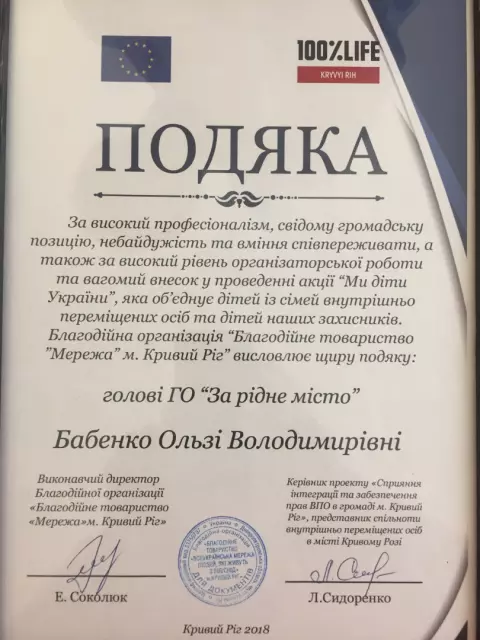 100%LIFE
KRYVYI RIH
ПОДЯКА
За високий професіоналізм, свідому громадську
позицію, небайдужість та вміння співпереживати, а
також за високий рівень організаторської роботи
та вагомий внесок у проведенні акції "Ми діти
України", яка об'єднує дітей із сімей внутрішньо
переміщених осіб та дітей наших захисників.
Благодійна організація "Благодійне товариство
"Мережа" м. Кривий Ріг" висловлює щиру подяку:
голові ГО "За рідне місто"
Бабенко Ользі Володимирівні
Виконавчий директор
Благодійної організації
«Благодійне товариство
«Мережа»м. Кривий Ріг»
Е. Соколюк
Керівник проекту «Сприяння
інтеграції та забезпечення
прав ВПО в громаді м. Кривий
Ріг», представник спільноти
внутрішньо переміщених осіб
в місті Кривому Розі
Л.Сидоренко
«БЛАГОДІЙНЕ
ТОВАРИСТВО
ДЛЯ ДОКУМЕНТІВ
Кривий Ріг 2018